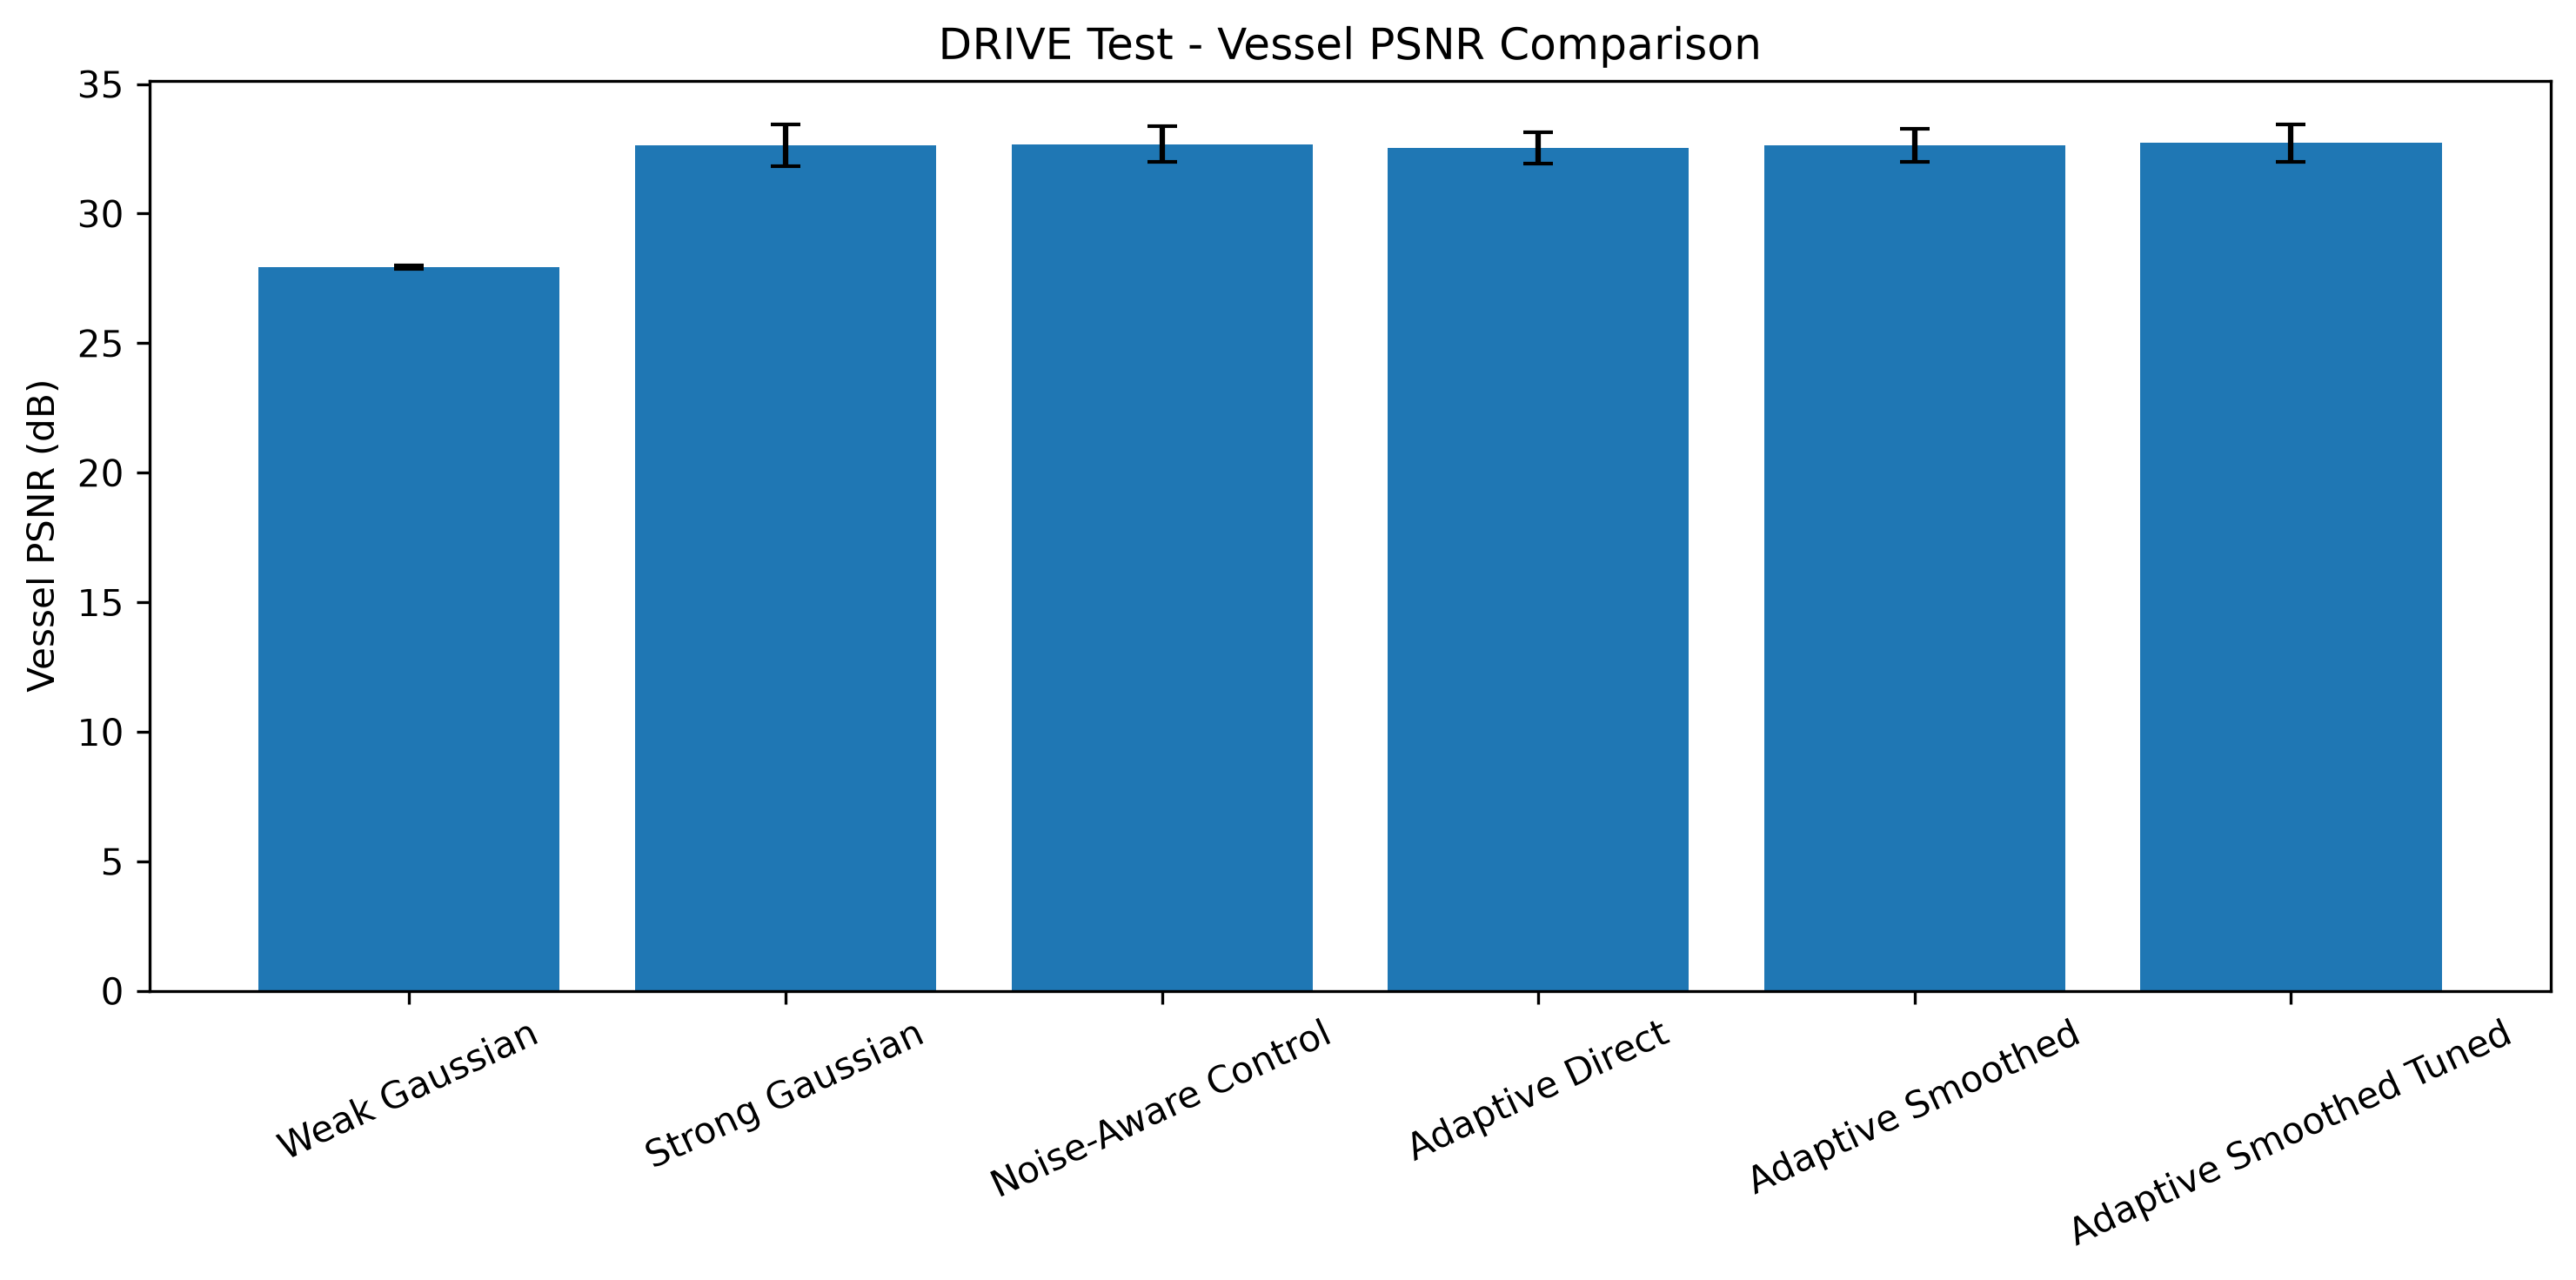 DRIVE Test - Vessel PSNR Comparison
Vessel PSNR (dB)
35
30
25
20
15
10
5
0
Weak Gaussian
Strong Gaussian
Noise-Aware Control
Adaptive Direct
Adaptive Smoothed
Adaptive Smoothed Tuned